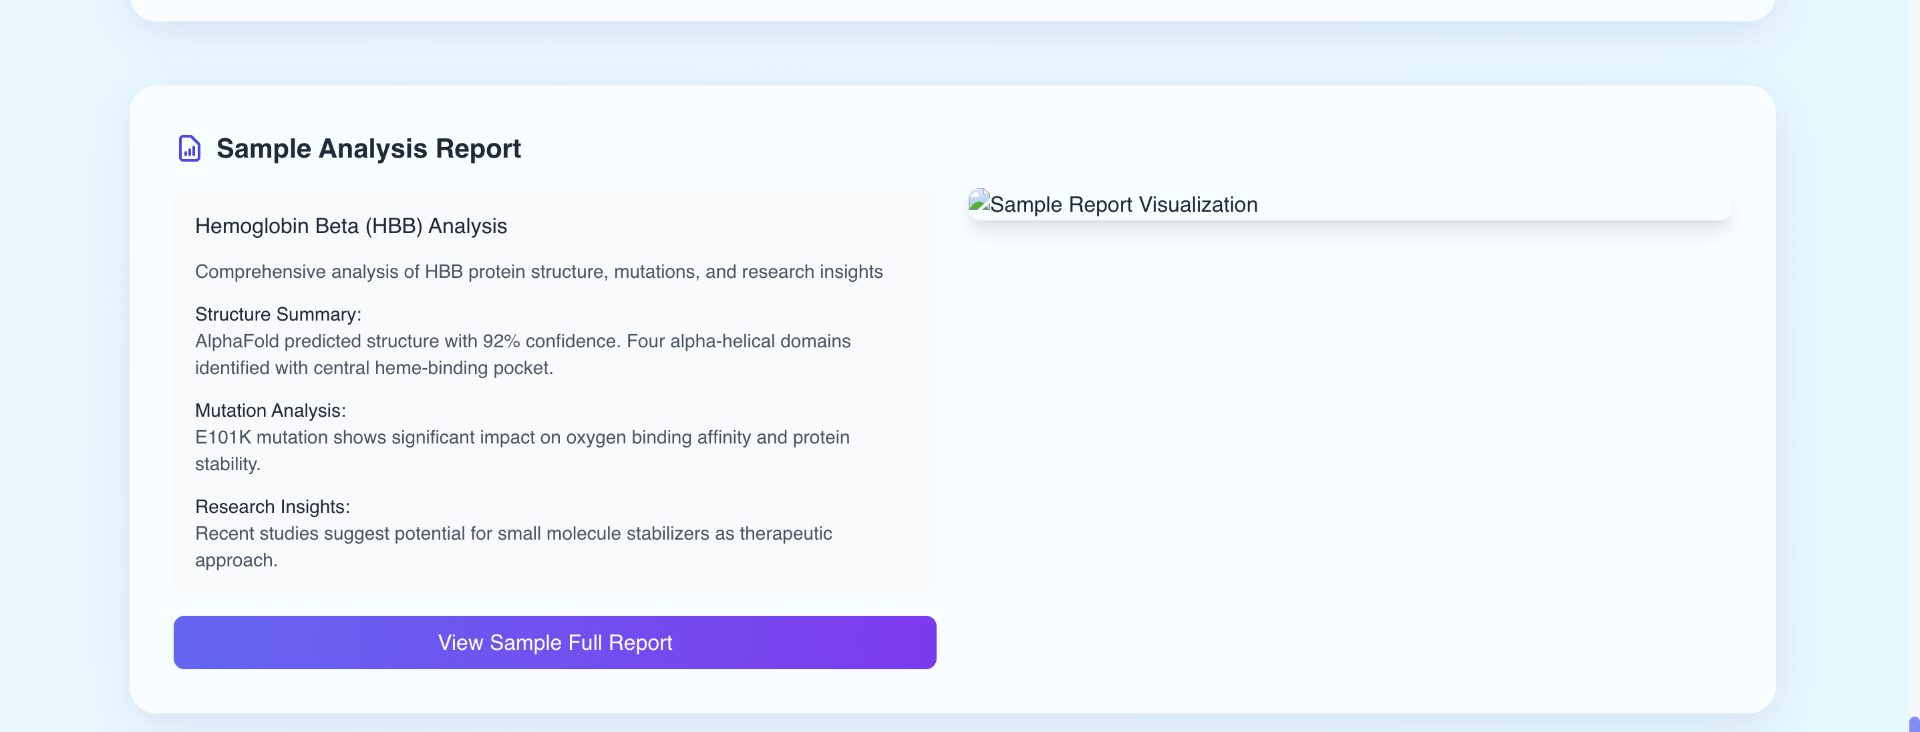 Sample Analysis Report
Hemoglobin Beta (HBB) Analysis
Comprehensive analysis of HBB protein structure, mutations, and research insights
Structure Summary:
AlphaFold predicted structure with 92% confidence. Four alpha-helical domains
identified with central heme-binding pocket.
Mutation Analysis:
E101K mutation shows significant impact on oxygen binding affinity and protein
stability.
Research Insights:
Recent studies suggest potential for small molecule stabilizers as therapeutic
approach.
View Sample Full Report
Sample Report Visualization